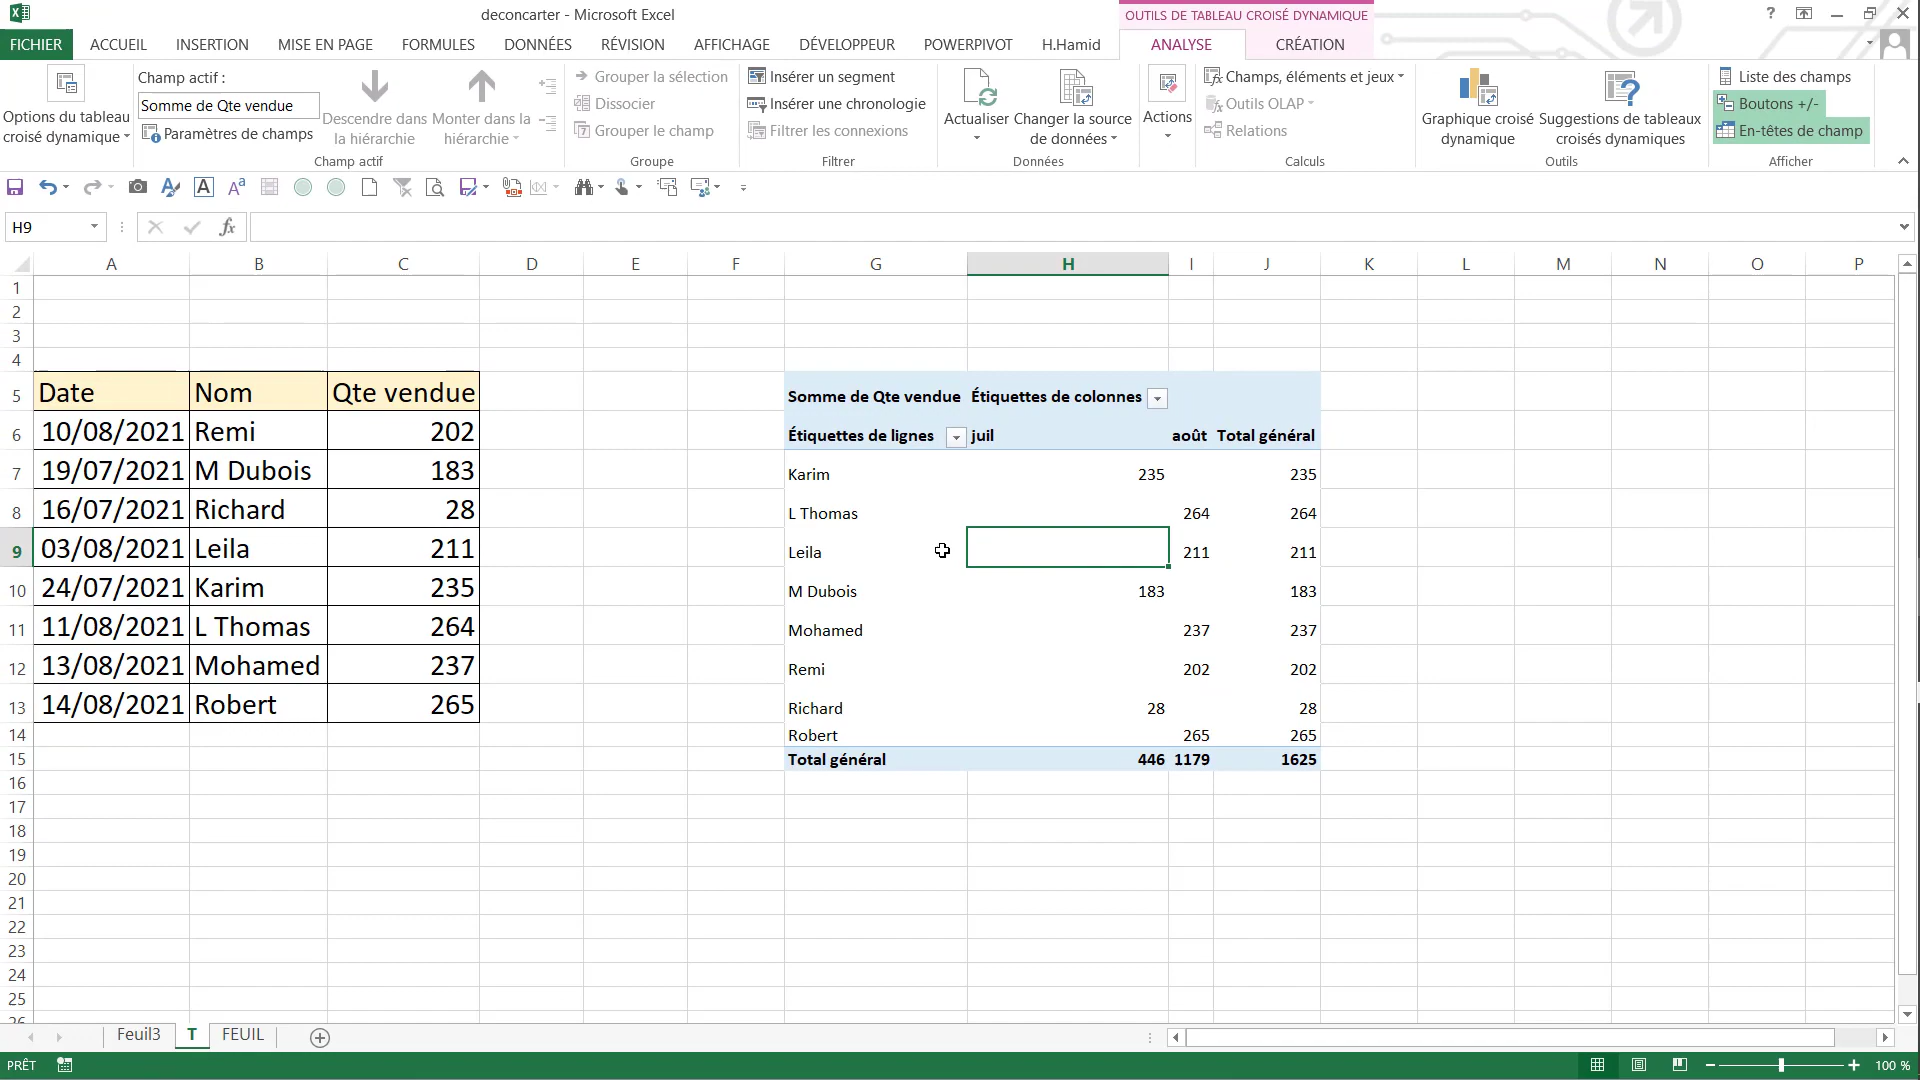 deconcarter - Microsoft Excel
OUTILS DE TABLEAU CROISÉ DYNAMIQUE
?
FICHIER ACCUEIL INSERTION MISE EN PAGE FORMULES DONNÉES RÉVISION AFFICHAGE DÉVELOPPEUR POWERPIVOT H.Hamid ANALYSE CRÉATION
Options du tableau
croisé dynamique
Champ actif :
Somme de Qte vendue
Paramètres de champs
Descendre dans
la hiérarchie
Monter dans la
hiérarchie
Champ actif
Grouper la sélection
Dissocier
Grouper le champ
Groupe
Insérer un segment
Insérer une chronologie
Filtrer les connexions
Filtrer
Actualiser
Changer la source
de données
Données
Actions
Champs, éléments et jeux
Outils OLAP
Relations
Calculs
Graphique croisé
dynamique
Suggestions de tableaux
croisés dynamiques
Outils
Liste des champs
Boutons +/-
En-têtes de champ
Afficher
H9
fx
A B C D E F G H I J K L M N O P
1
2
3
4
5 Date Nom Qte vendue Somme de Qte vendue Étiquettes de colonnes
6 10/08/2021 Remi 202 Étiquettes de lignes juil août Total général
7 19/07/2021 M Dubois 183 Karim 235 235
8 16/07/2021 Richard 28 L Thomas 264 264
9 03/08/2021 Leila 211 Leila 211 211
10 24/07/2021 Karim 235 M Dubois 183 183
11 11/08/2021 L Thomas 264 Mohamed 237 237
12 13/08/2021 Mohamed 237 Remi 202 202
13 14/08/2021 Robert 265 Richard 28 28
14 Robert 265 265
15 Total général 446 1179 1625
16
17
18
19
20
21
22
23
24
25
26
Feuil3 T FEUIL
PRÊT
100 %